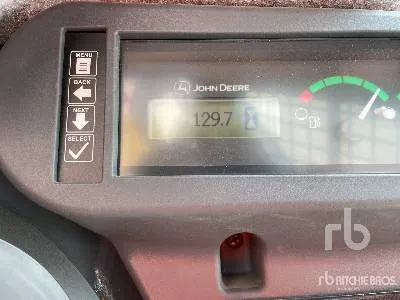 MENU
BACK
NEXT
SELECT
JOHN DEERE
129.7
rb
RITCHIE BROS.